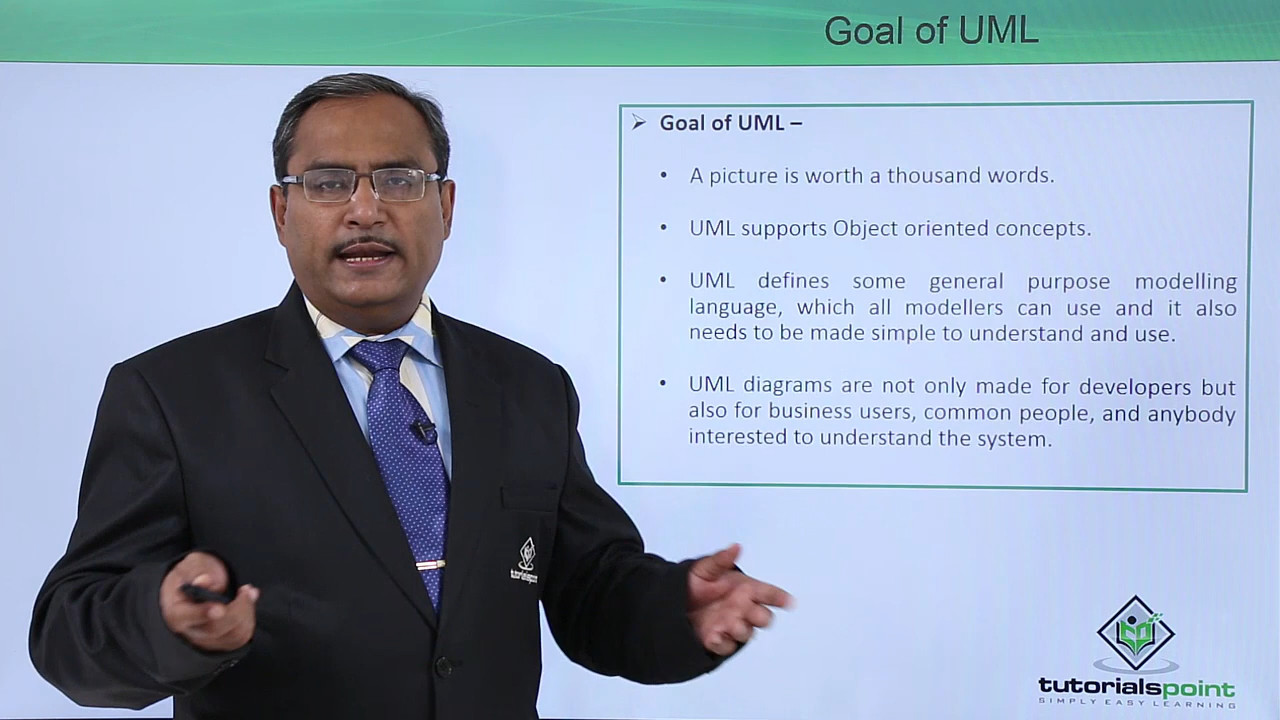 Goal of UML
➢ Goal of UML –
• A picture is worth a thousand words.
• UML supports Object oriented concepts.
• UML defines some general purpose modelling
language, which all modellers can use and it also
needs to be made simple to understand and use.
• UML diagrams are not only made for developers but
also for business users, common people, and anybody
interested to understand the system.
tutorialspoint
SIMPLY EASY LEARNING